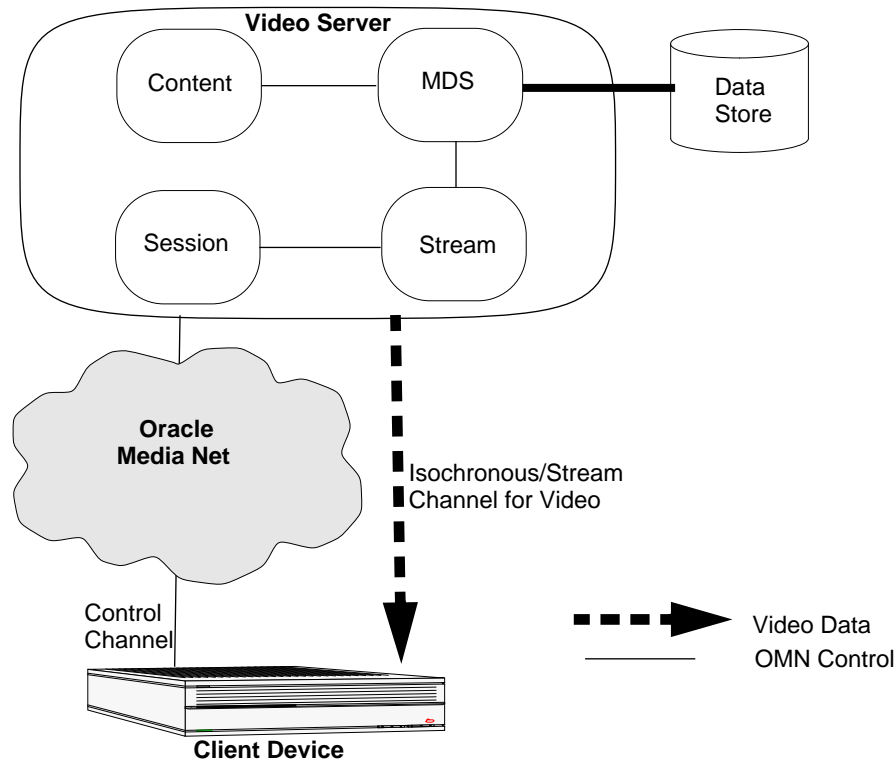 Video Server
Content
MDS
Data
Store
Session
Stream
Oracle
Media Net
Isochronous/Stream
Channel for Video
Control
Channel
Video Data
OMN Control
Client Device